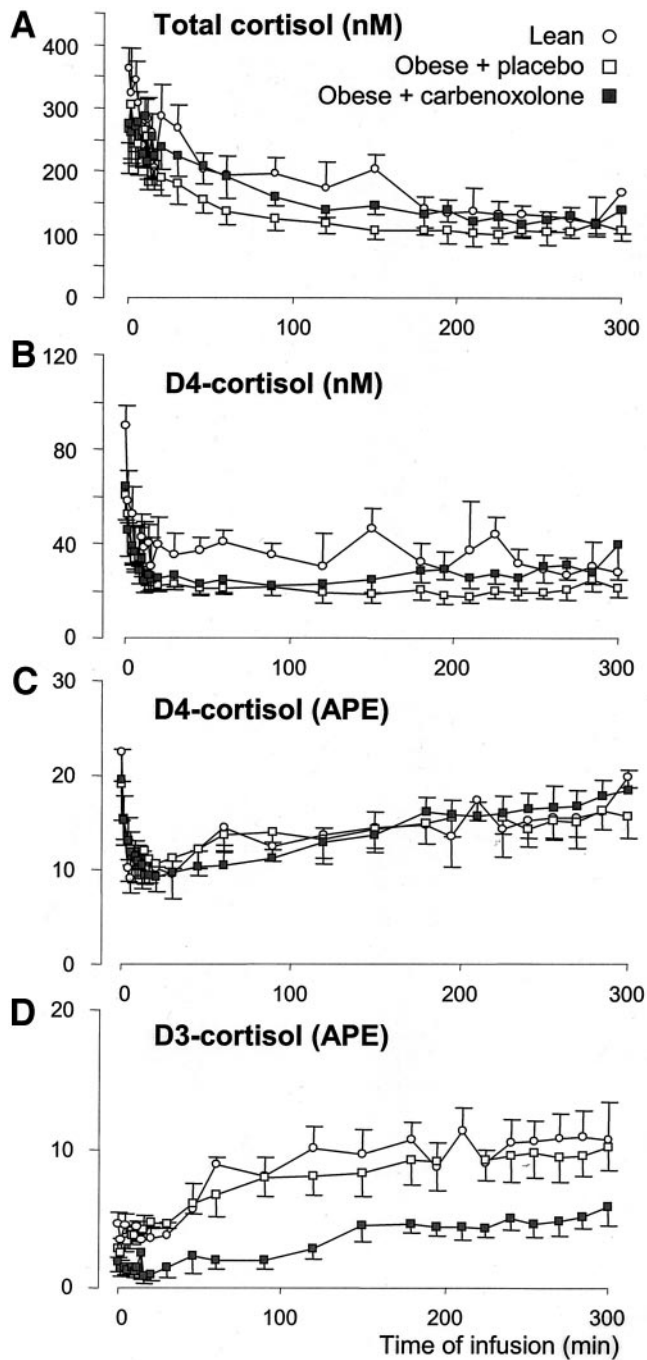 A
Total cortisol (nM)
Lean
Obese + placebo
Obese + carbenoxolone
400
300
200
100
0
0 100 200 300
B
D4-cortisol (nM)
120
80
40
0
0 100 200 300
C
D4-cortisol (APE)
30
20
10
0
0 100 200 300
D
D3-cortisol (APE)
20
10
0
0 100 200 300
Time of infusion (min)